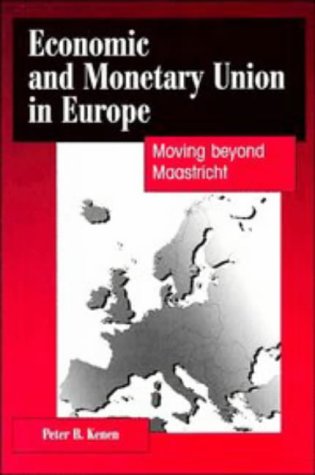 Economic
and Monetary Union
in Europe
Moving beyond
Maastricht
Peter B. Kenen